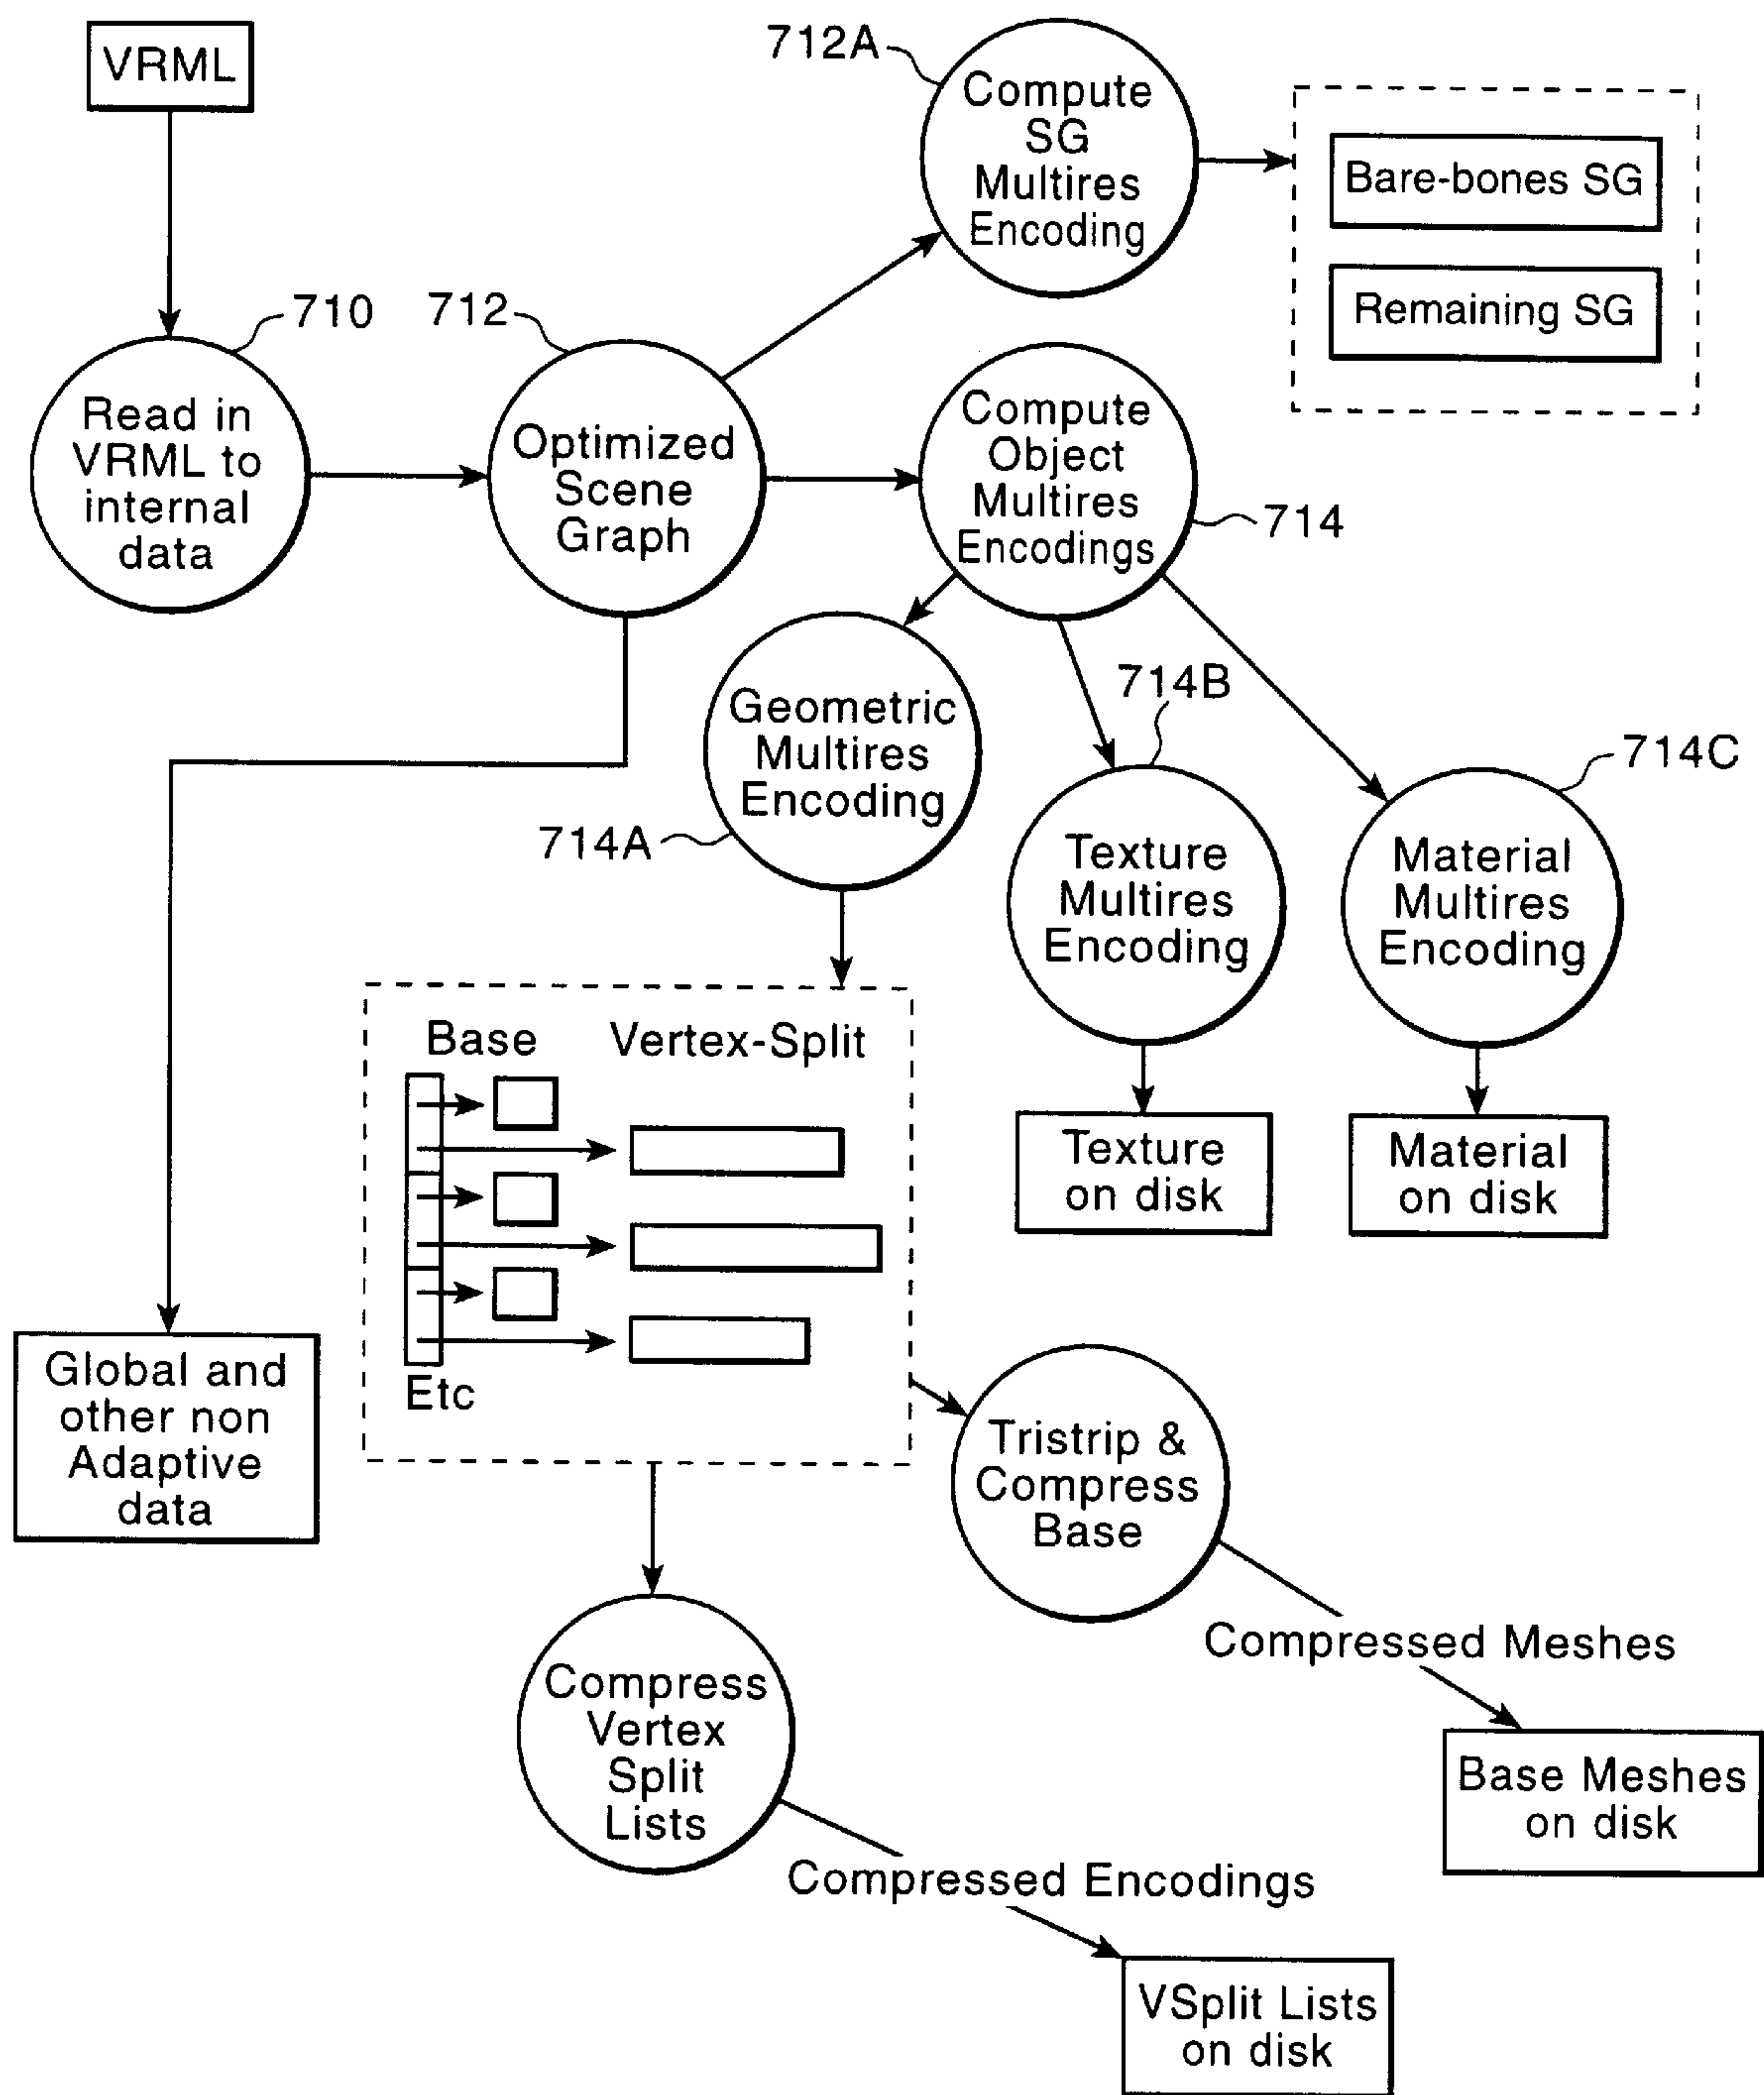 VRML
712A
Compute
SG
Multires
Encoding
Bare-bones SG
Remaining SG
710
712
Read in
VRML to
internal
data
Optimized
Scene
Graph
Compute
Object
Multires
Encodings
714
Geometric
Multires
Encoding
714A
714B
Texture
Multires
Encoding
714C
Material
Multires
Encoding
Base
Vertex-Split
Etc
Texture
on disk
Material
on disk
Global and
other non
Adaptive
data
Tristrip &
Compress
Base
Compressed Meshes
Base Meshes
on disk
Compress
Vertex
Split
Lists
Compressed Encodings
VSplit Lists
on disk